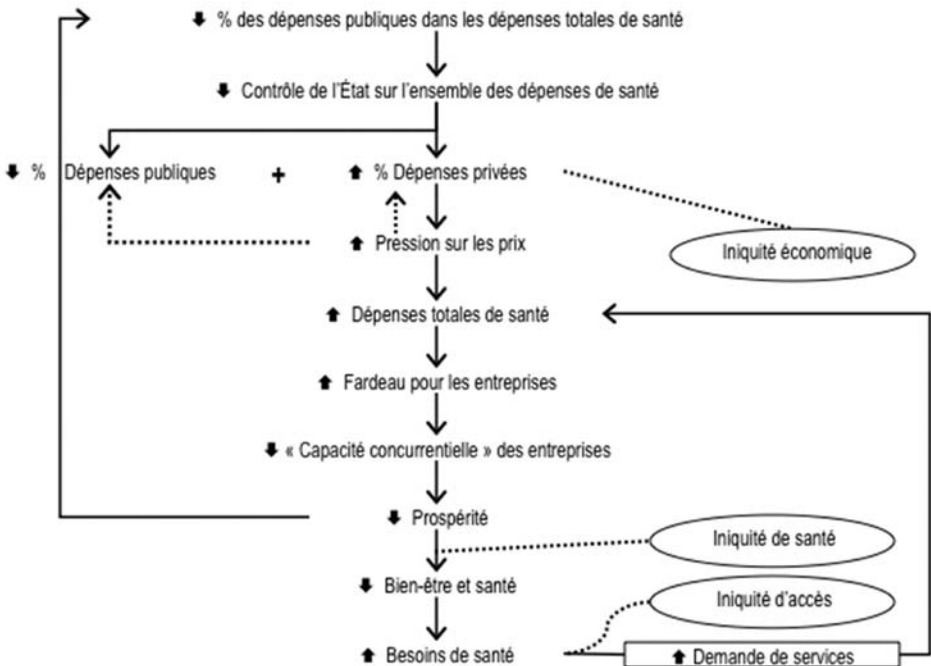 % des dépenses publiques dans les dépenses totales de santé
Contrôle de l'État sur l'ensemble des dépenses de santé
% Dépenses publiques + % Dépenses privées
Pression sur les prix
Iniquité économique
Dépenses totales de santé
Fardeau pour les entreprises
« Capacité concurrentielle » des entreprises
Prospérité
Iniquité de santé
Bien-être et santé
Iniquité d'accès
Besoins de santé
Demande de services